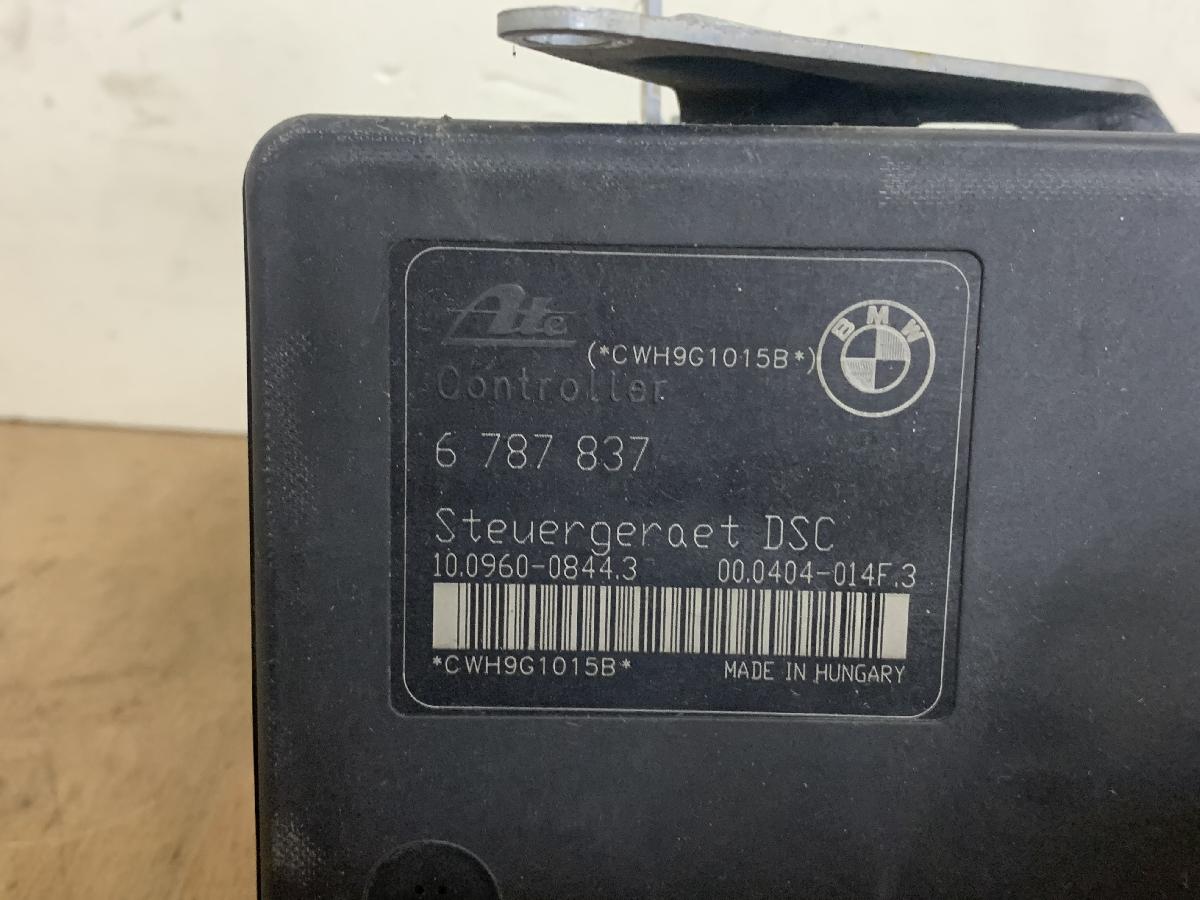 Ate
(*CWH9G1015B*)
BMW
Controller
6 787 837
Steuergeraet DSC
10.0960-0844.3 00.0404-014F.3
*CWH9G1015B* MADE IN HUNGARY